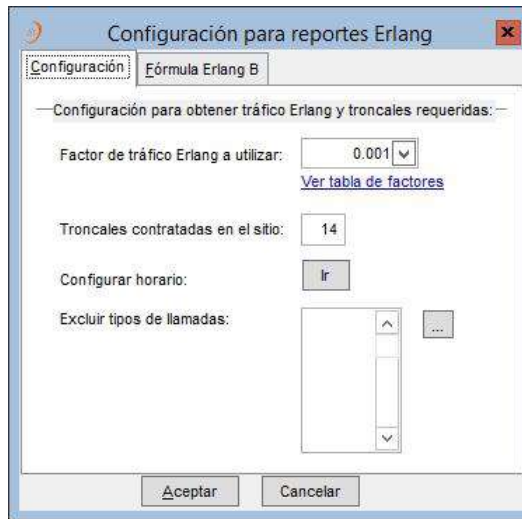 Configuración para reportes Erlang
Configuración Fórmula Erlang B
Configuración para obtener tráfico Erlang y troncales requeridas:
Factor de tráfico Erlang a utilizar: 0.001
Ver tabla de factores
Troncales contratadas en el sitio: 14
Configurar horario: Ir
Excluir tipos de llamadas: ...
Aceptar Cancelar